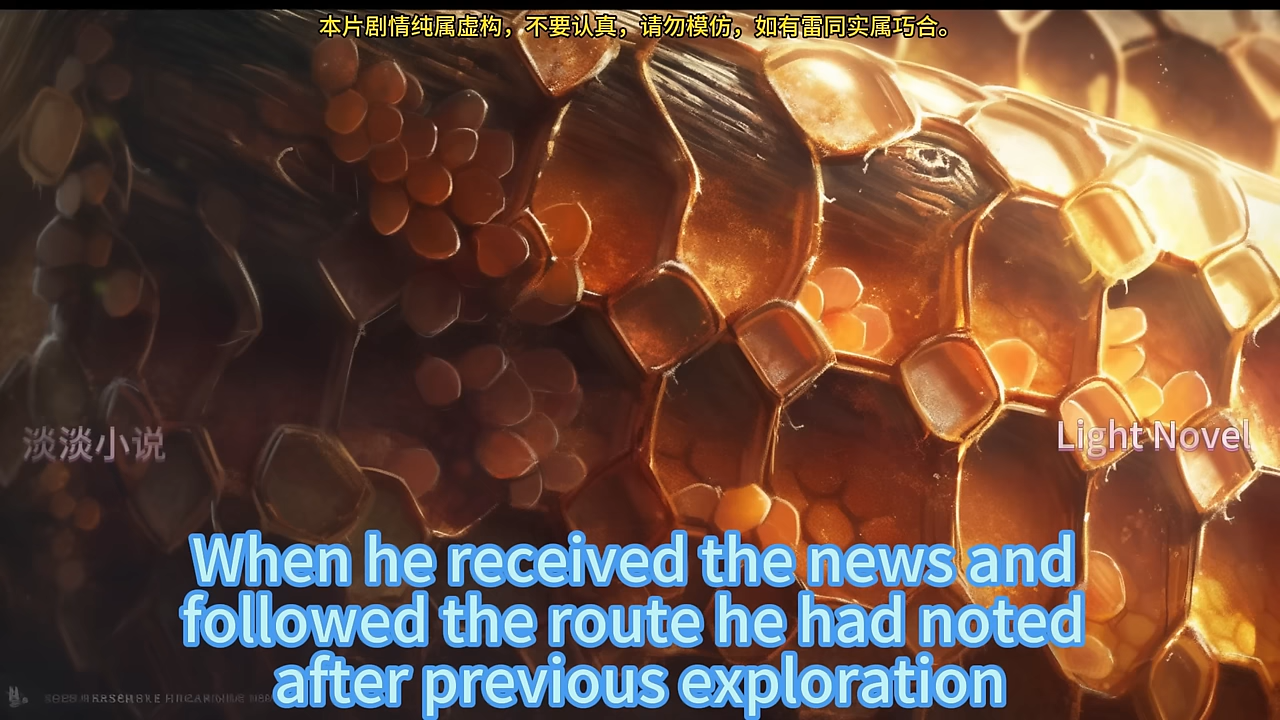 本片剧情纯属虚构，不要认真，请勿模仿，如有雷同实属巧合。
淡淡小说
Light Novel
When he received the news and
followed the route he had noted
after previous exploration